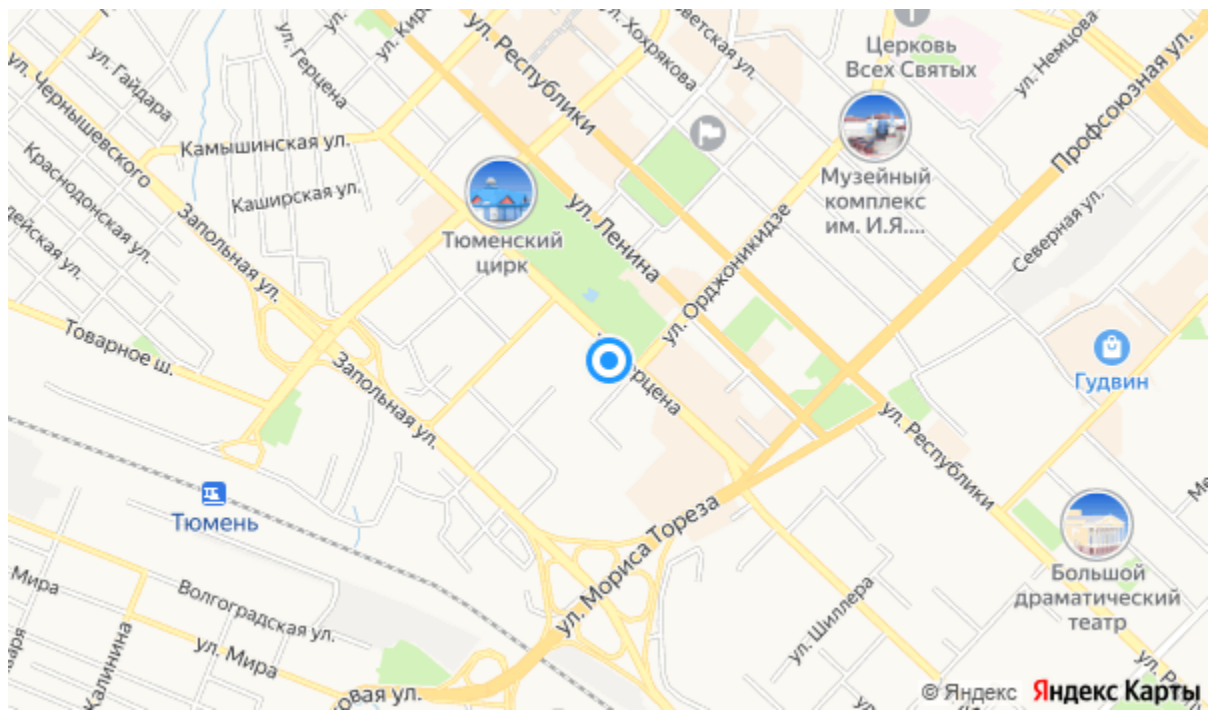 ул. Гайдара
ул. Герцена
ул. Республики
ул. Хохрякова
Церковь
Всех Святых
ул. Немцова
Профсоюзная ул.
ул. Чернышевского
Камышинская ул.
Каширская ул.
Краснодонская ул.
Запольная ул.
Тюменский
цирк
ул. Ленина
ул. Орджоникидзе
Музейный
комплекс
им. И.Я....
Северная ул.
Товарное ш.
Запольная ул.
Гудвин
ул. Республики
Тюмень
ул. Мориса Тореза
Большой
драматический
театр
Мира
Волгоградская ул.
ул. Мира
Калинина
ул. Шиллера
© Яндекс Яндекс Карты